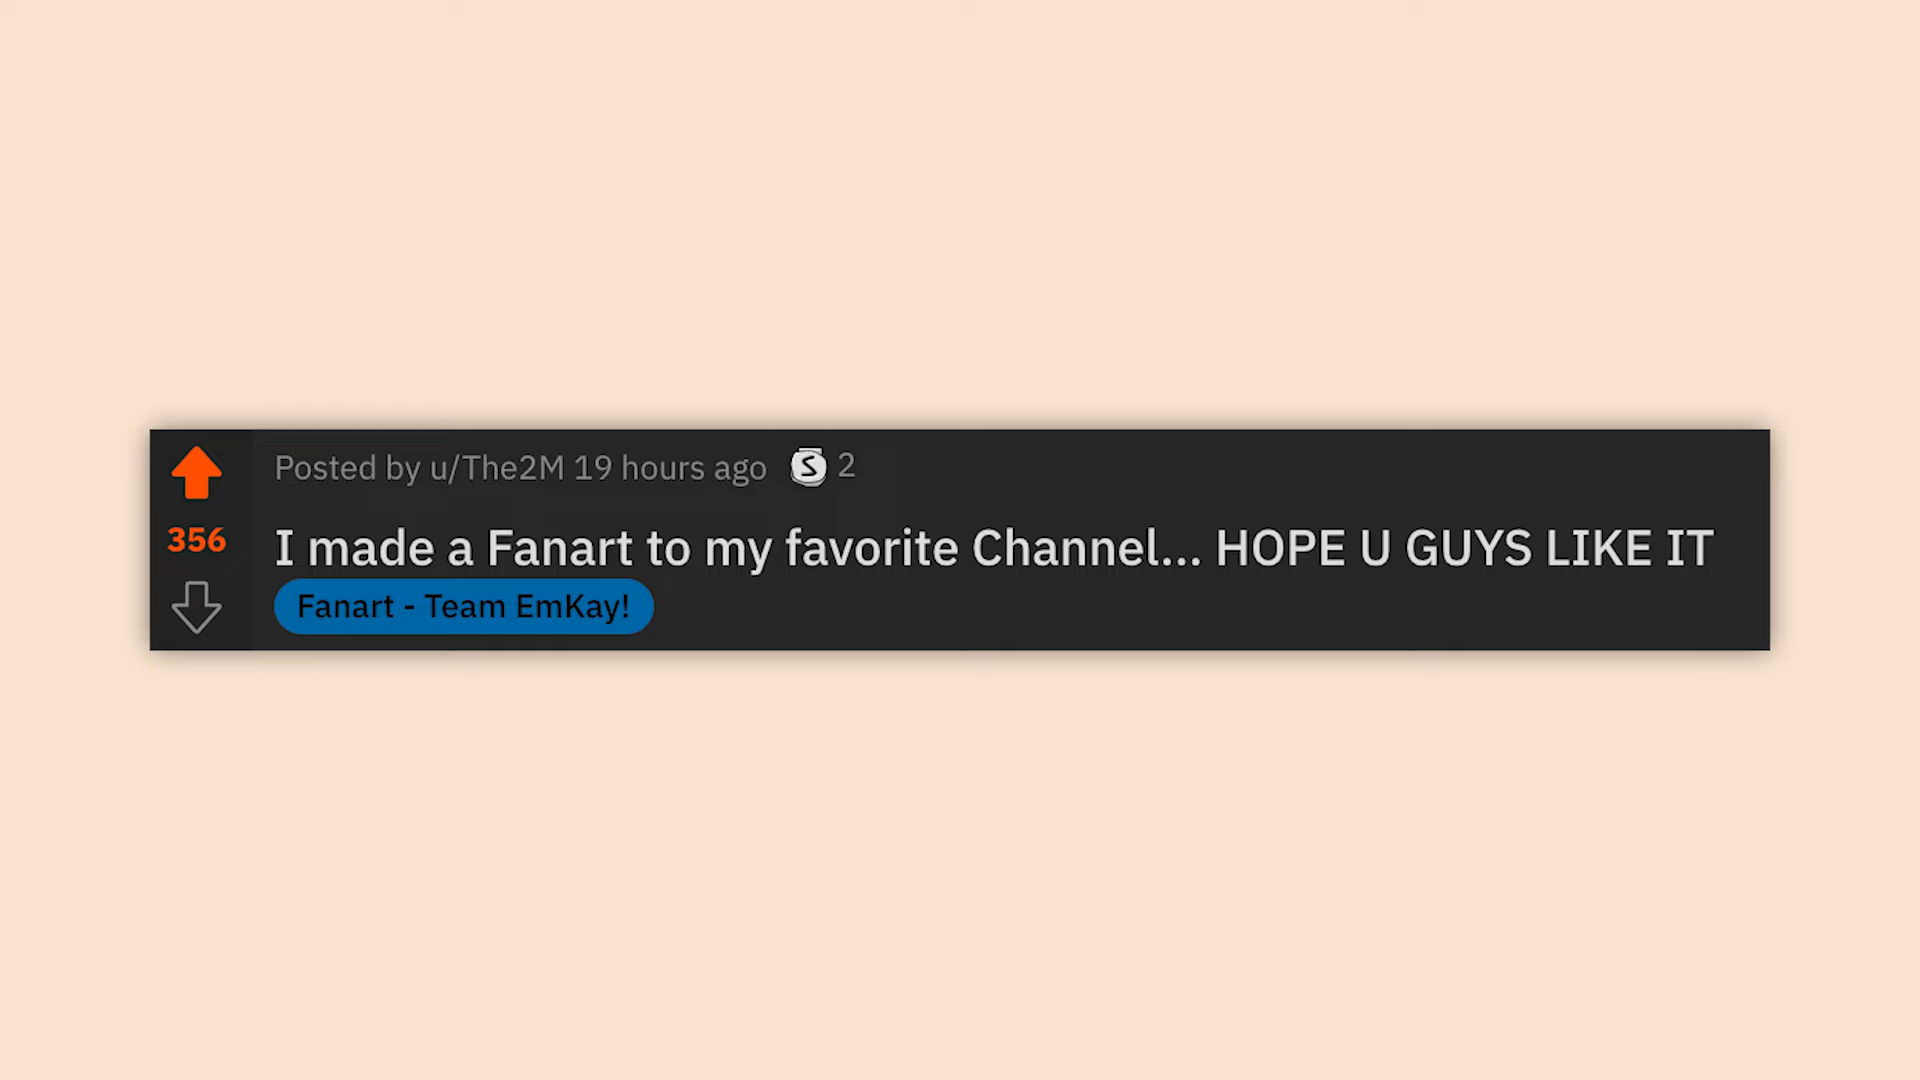 Posted by u/The2M 19 hours ago S 2
356
I made a Fanart to my favorite Channel... HOPE U GUYS LIKE IT
Fanart - Team EmKay!